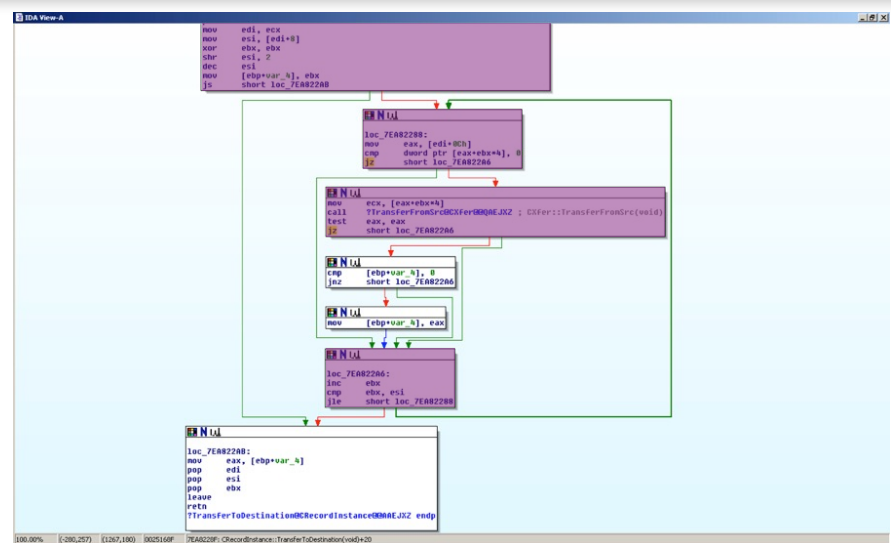 IDA View-A
mov edi, ecx
mov esi, [edi+8]
xor ebx, ebx
shr esi, 2
dec esi
mov [ebp+var_4], ebx
js short loc_7EA822AB
loc_7EA82288:
mov eax, [edi+0Ch]
cmp dword ptr [eax+ebx*4], 0
jz short loc_7EA822A6
mov ecx, [eax+ebx*4]
call ?TransferFromSrc@CXfer@@QAEJXZ ; CXfer::TransferFromSrc(void)
test eax, eax
jz short loc_7EA822A6
cmp [ebp+var_4], 0
jnz short loc_7EA822A6
mov [ebp+var_4], eax
loc_7EA822A6:
inc ebx
cmp ebx, esi
jle short loc_7EA82288
loc_7EA822AB:
mov eax, [ebp+var_4]
pop edi
pop esi
pop ebx
leave
retn
?TransferToDestination@CRecordInstance@@AAEJXZ endp
100.00% (-280,257) (1267,180) 0025168F 7EA8228F: CRecordInstance::TransferToDestination(void)+20